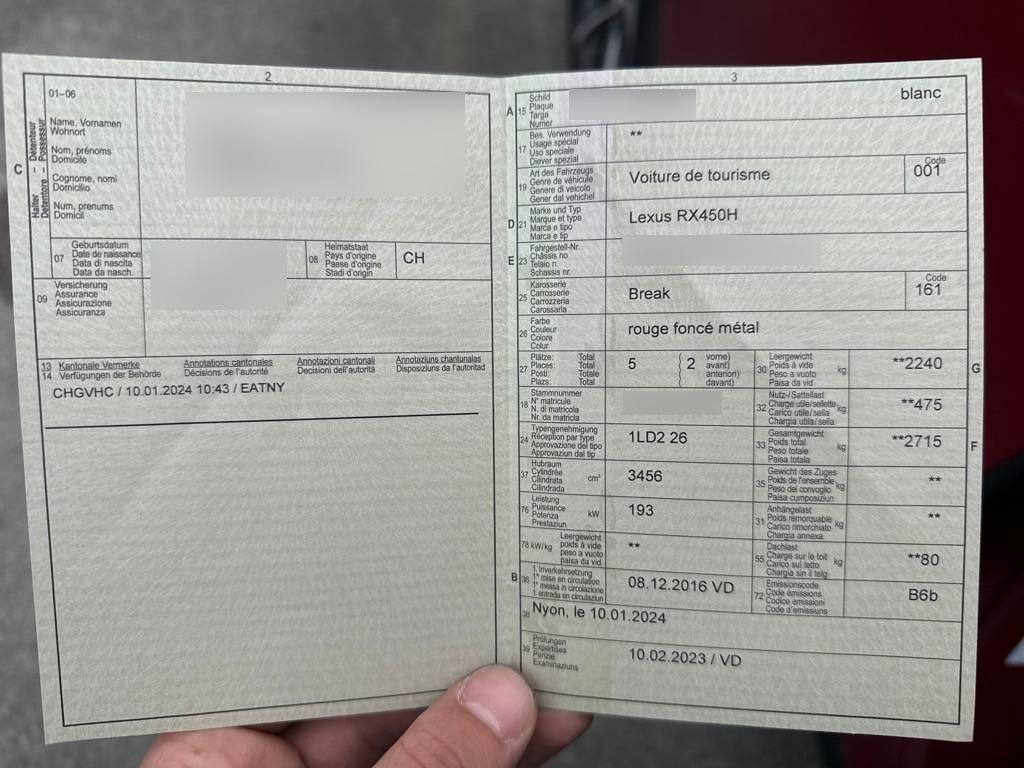 2
01–06
Halter – Détenteur
Detentore – Possessur
C
Name, Vornamen
Wohnort
Nom, prénoms
Domicile
Cognome, nomi
Domicilio
Num, prenums
Domicil
07
Geburtsdatum
Date de naissance
Data di nascita
Data da nasch.
08
Heimatstaat
Pays d'origine
Paese d'origine
Stadi d'origin
CH
09
Versicherung
Assurance
Assicurazione
Assicuranza
13 Kantonale Vermerke Annotations cantonales Annotazioni cantonali Annotaziuns chantunalas
14 Verfügungen der Behörde Décisions de l'autorité Decisioni dell'autorità Disposiziuns da l'autoritad
CHGVHC / 10.01.2024 10:43 / EATNY
3
A 15
Schild
Plaque
Targa
Numer
blanc
17
Bes. Verwendung
Usage spécial
Uso speciale
Diever spezial
**
19
Art des Fahrzeugs
Genre de véhicule
Genere di veicolo
Gener dal vehichel
Voiture de tourisme
Code
001
D 21
Marke und Typ
Marque et type
Marca e tipo
Marca e tip
Lexus RX450H
E 23
Fahrgestell-Nr.
Châssis no.
Telaio n.
Schassis nr.
25
Karosserie
Carrosserie
Carrozzeria
Carossaria
Break
Code
161
26
Farbe
Couleur
Colore
Colur
rouge foncé métal
27
Plätze: Total
Places: Total
Posti: Totale
Plazs: Total
5
2
vorne)
avant)
anteriori)
davant)
30
Leergewicht
Poids à vide
Peso a vuoto
Paisa da vid
kg
**2240
G
18
Stammnummer
N° matricule
N. di matricola
Nr. da matricla
32
Nutz-/ Sattellast
Charge utile/sellette
Carico utile/sella
Chargia utila/sella
kg
**475
24
Typengenehmigung
Réception par type
Approvazione del tipo
Approvaziun dal tip
1LD2 26
33
Gesamtgewicht
Poids total
Peso totale
Paisa totala
kg
**2715
F
37
Hubraum
Cylindrée
Cilindrata
Cilindrada
cm³
3456
35
Gewicht des Zuges
Poids de l'ensemble
Peso del convoglio
Paisa cumposiziun
kg
**
76
Leistung
Puissance
Potenza
Prestaziun
kW
193
31
Anhängelast
Poids remorquable
Carico rimorchiato
Chargia annexa
kg
**
78 kW/kg
Leergewicht
poids à vide
peso a vuoto
paisa da vid
**
55
Dachlast
Charge sur le toit
Carico sul tetto
Chargia sin il tetg
kg
**80
B 36
1. Inverkehrsetzung
1re mise en circulation
1a messa in circolazione
1. entrada en circulaziun
08.12.2016 VD
72
Emissionscode
Code émissions
Codice emissioni
Code d'emissiuns
B6b
38
Nyon, le 10.01.2024
39
Prüfungen
Expertises
Perizie
Examinaziuns
10.02.2023 / VD